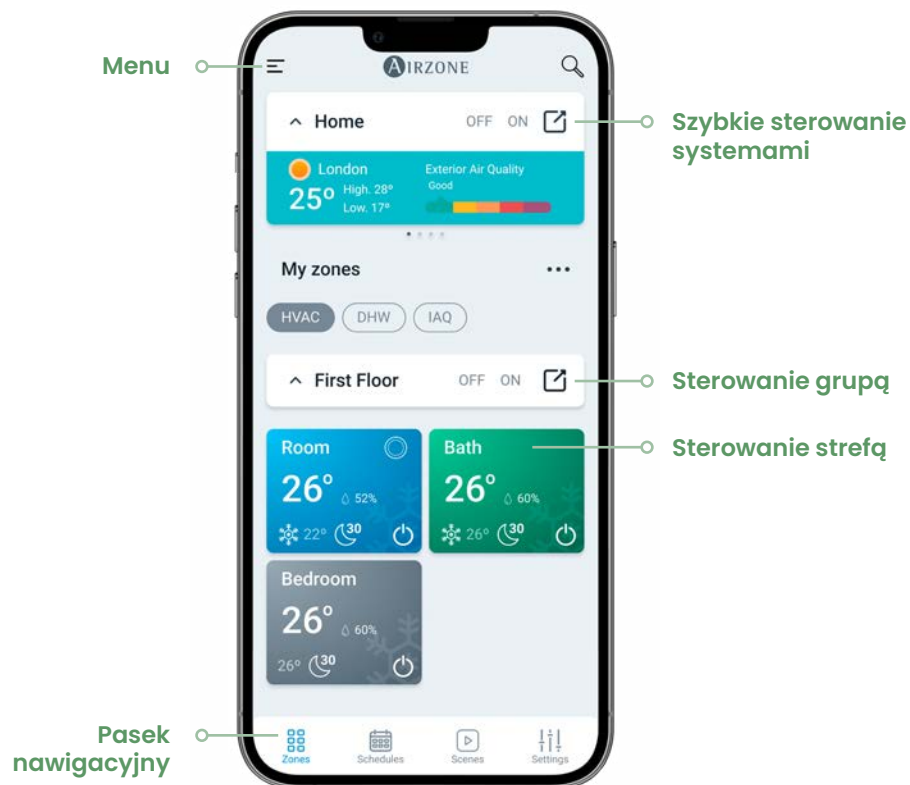 Menu
AIRZONE
Home OFF ON
Szybkie sterowanie
systemami
London
25° High. 28°
Low. 17°
Exterior Air Quality
Good
My zones
HVAC DHW IAQ
First Floor OFF ON
Sterowanie grupą
Room
26° 52%
22° 30
Bath
26° 60%
26° 30
Sterowanie strefą
Bedroom
26° 60%
26° 30
Pasek
nawigacyjny
Zones Schedules Scenes Settings